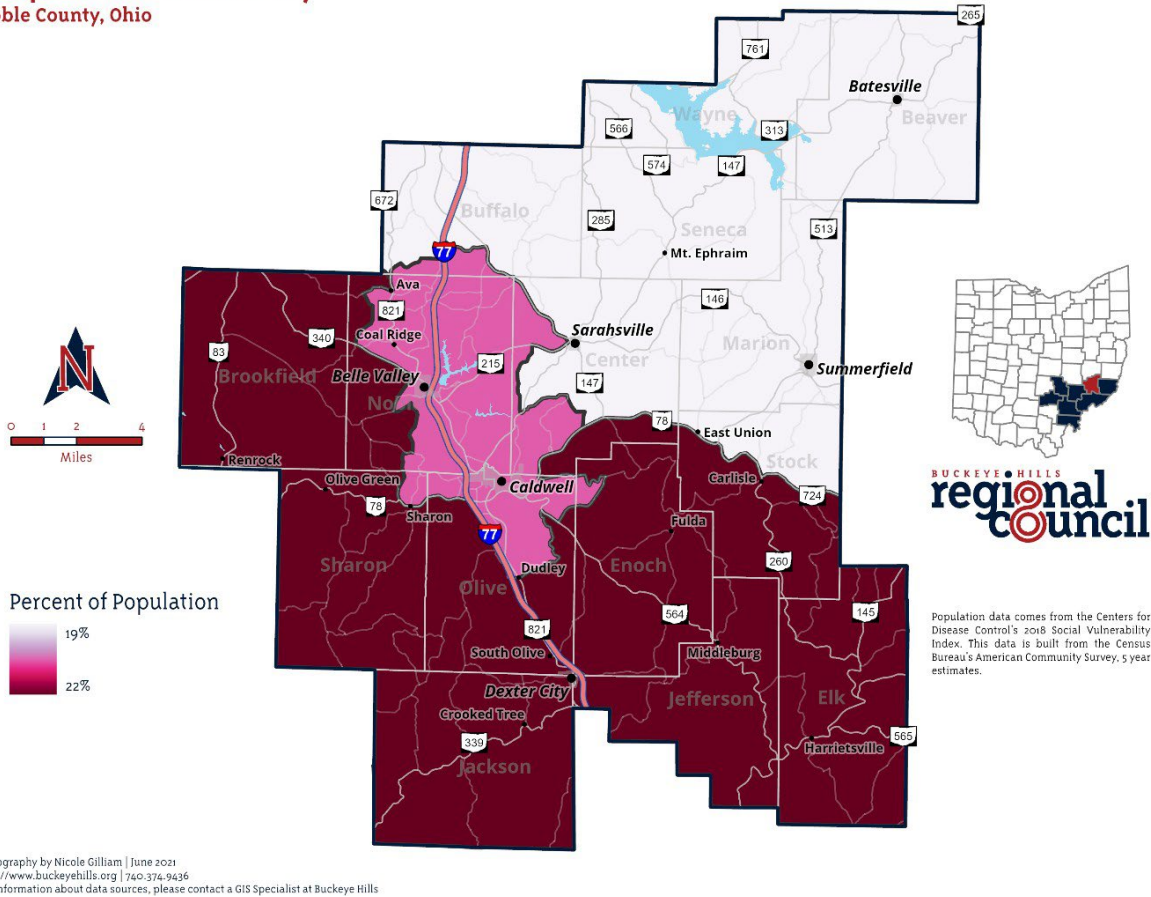 ble County, Ohio
265
761
Batesville
Wayne
Beaver
566
313
574
147
672
Buffalo
285
Seneca
513
77
Mt. Ephraim
Ava
821
146
Coal Ridge
340
Sarahsville
83
215
Center
Marion
Brookfield
Belle Valley
147
Summerfield
78
East Union
N
0 1 2 4
Miles
Renrock
Olive Green
Caldwell
Carlisle
Stock
724
78
Sharon
77
Fulda
Sharon
Dudley
Enoch
260
Olive
564
145
821
South Olive
Middleburg
Dexter City
Jefferson
Elk
Crooked Tree
339
Harrietsville
565
Jackson
BUCKEYE HILLS
regional
council
Percent of Population
19%
22%
Population data comes from the Centers for
Disease Control's 2018 Social Vulnerability
Index. This data is built from the Census
Bureau's American Community Survey, 5 year
estimates.
ography by Nicole Gilliam | June 2021
//www.buckeyehills.org | 740.374.9436
nformation about data sources, please contact a GIS Specialist at Buckeye Hills